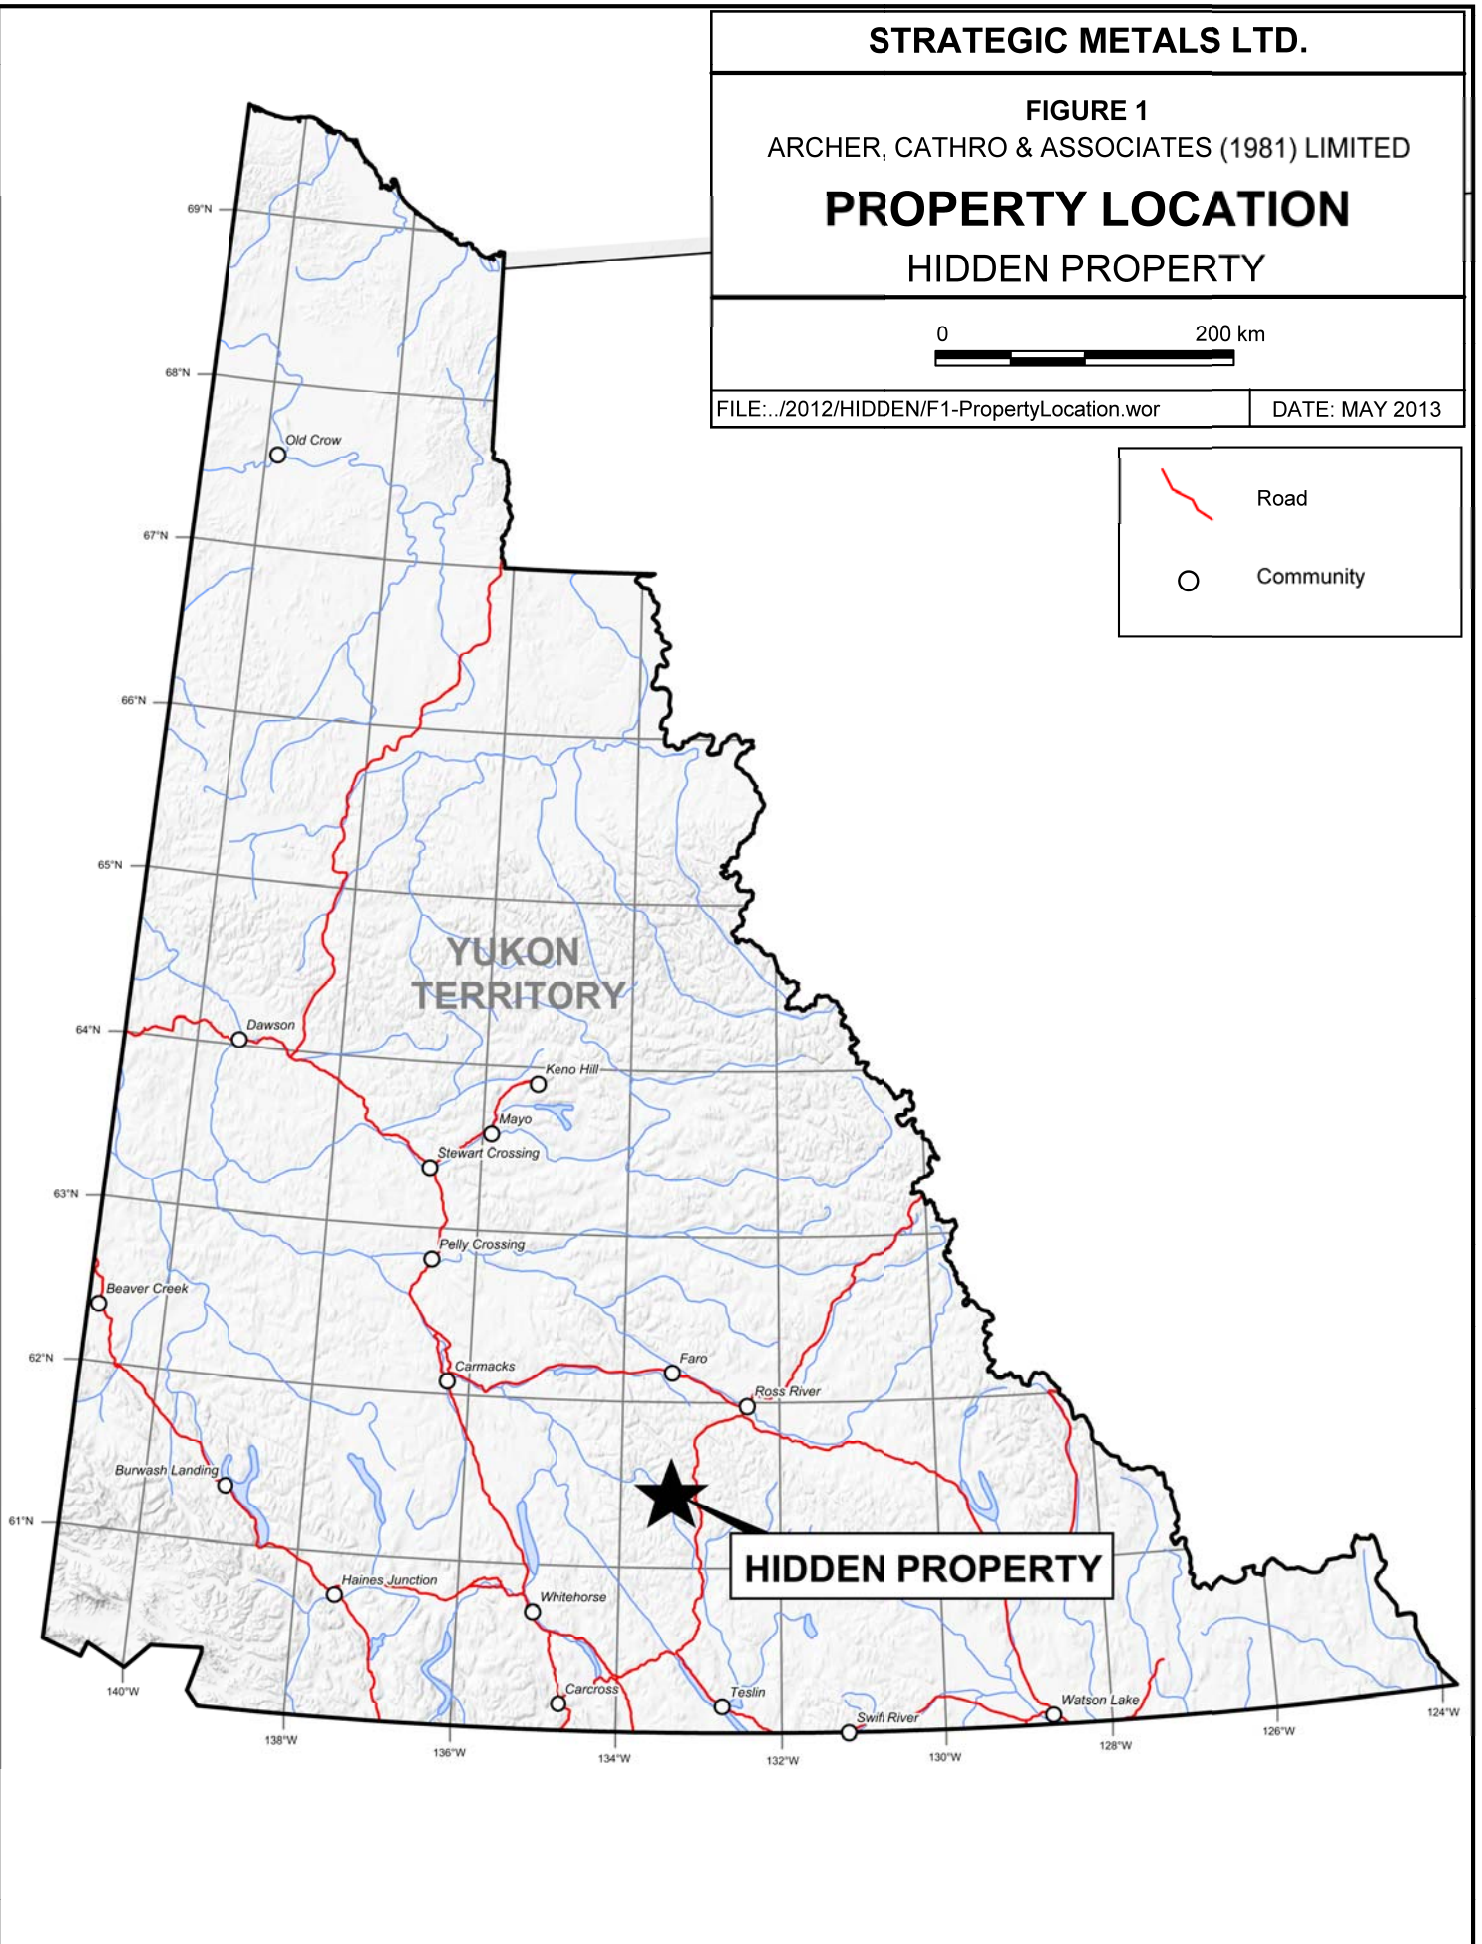 STRATEGIC METALS LTD.
FIGURE 1
ARCHER, CATHRO & ASSOCIATES (1981) LIMITED
PROPERTY LOCATION
HIDDEN PROPERTY
0 200 km
FILE:../2012/HIDDEN/F1-PropertyLocation.wor DATE: MAY 2013
Road
Community
69°N
68°N
Old Crow
67°N
66°N
65°N
YUKON
TERRITORY
64°N
Dawson
Keno Hill
Mayo
Stewart Crossing
63°N
Pelly Crossing
Beaver Creek
62°N
Carmacks
Faro
Ross River
Burwash Landing
61°N
HIDDEN PROPERTY
Haines Junction
Whitehorse
Carcross
Teslin
Swift River
Watson Lake
140°W
138°W
136°W
134°W
132°W
130°W
128°W
126°W
124°W